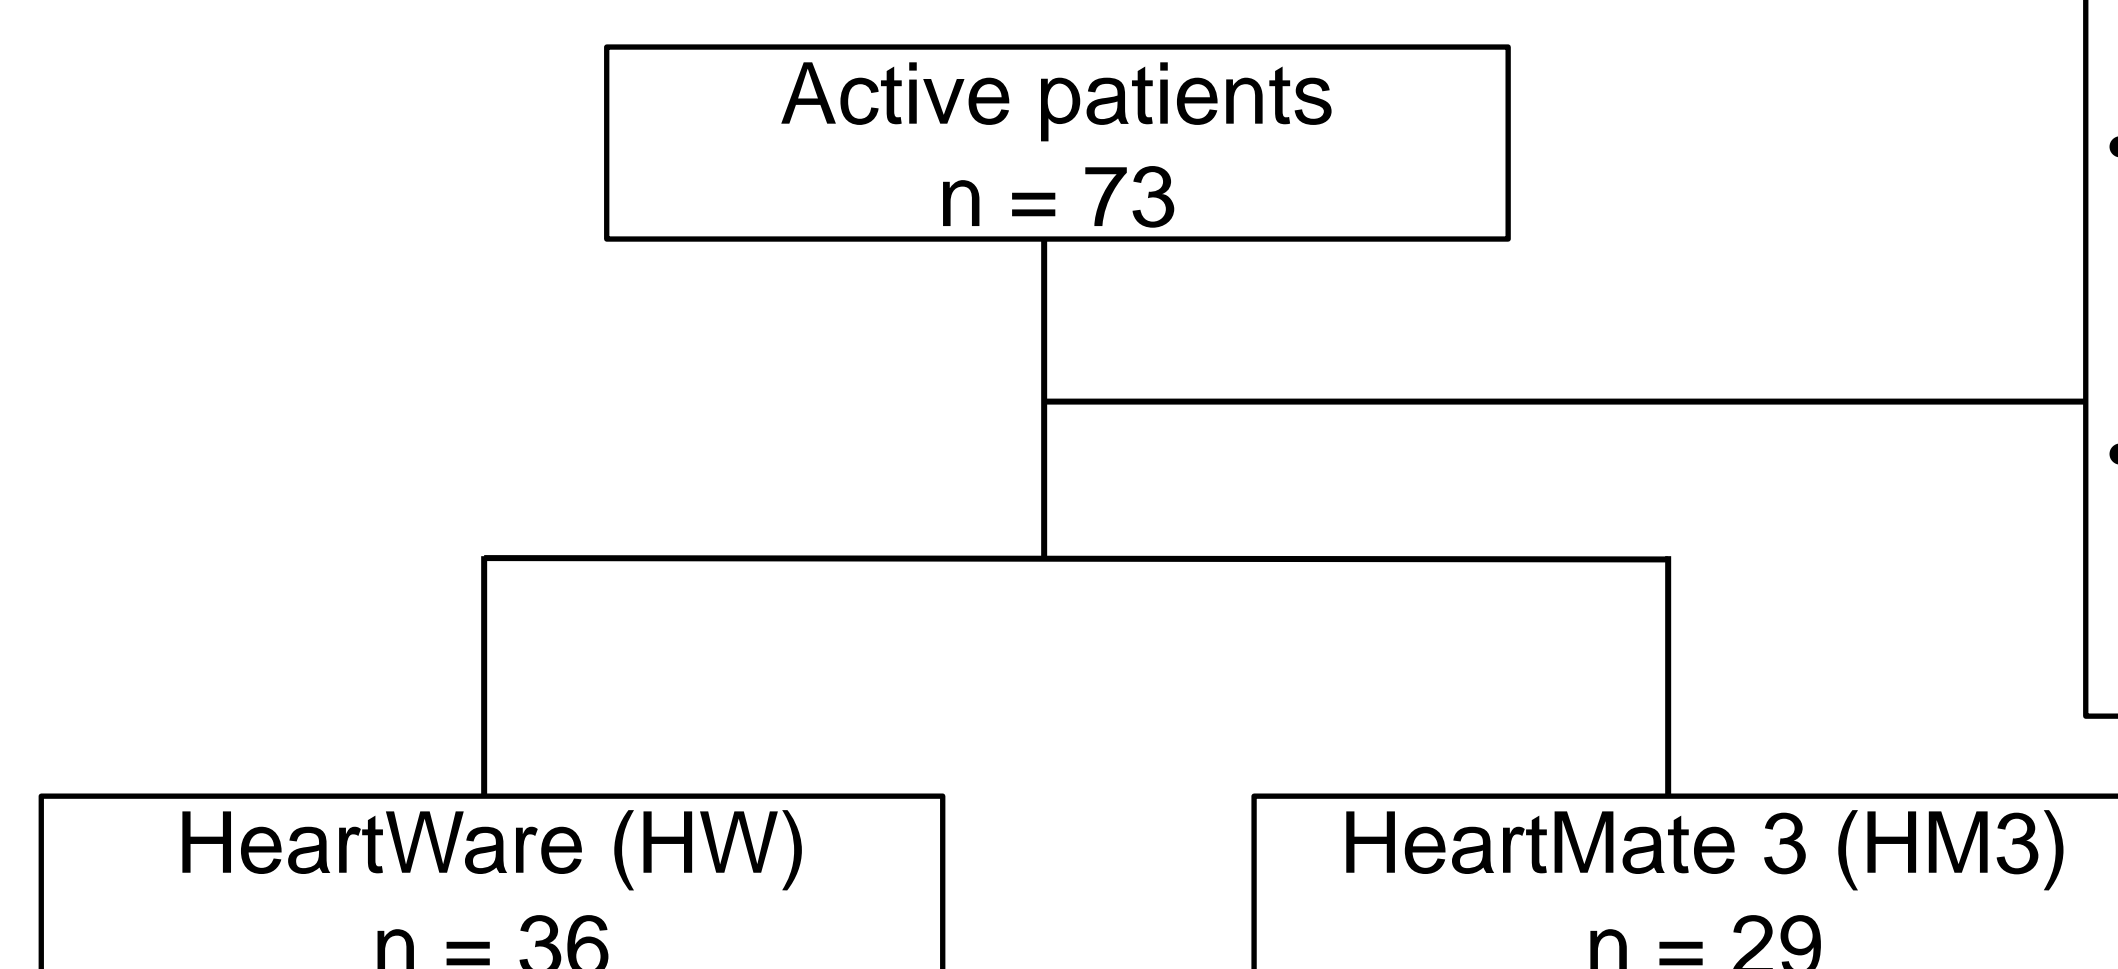 Active patients
n = 73
•
•
HeartWare (HW)
n = 36
HeartMate 3 (HM3)
n = 29